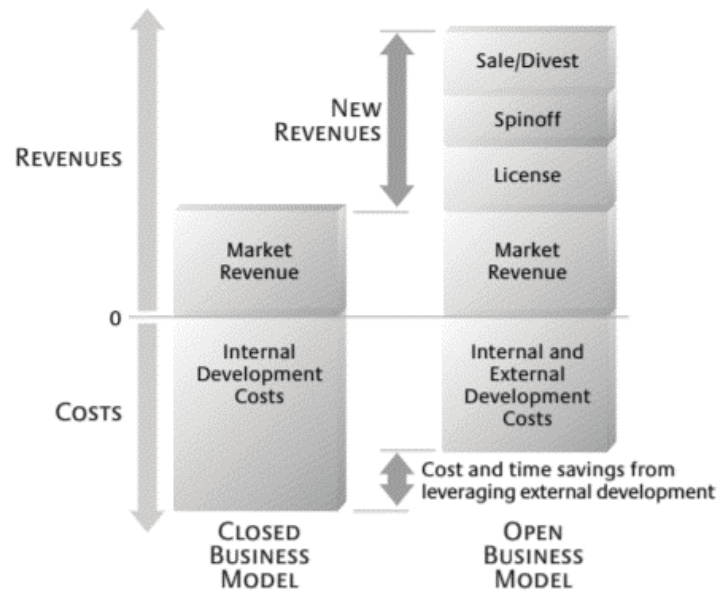 Sale/Divest
NEW
REVENUES
Spinoff
REVENUES
License
Market
Revenue
Market
Revenue
0
Internal
Development
Costs
Internal and
External
Development
Costs
COSTS
Cost and time savings from
leveraging external development
CLOSED
BUSINESS
MODEL
OPEN
BUSINESS
MODEL